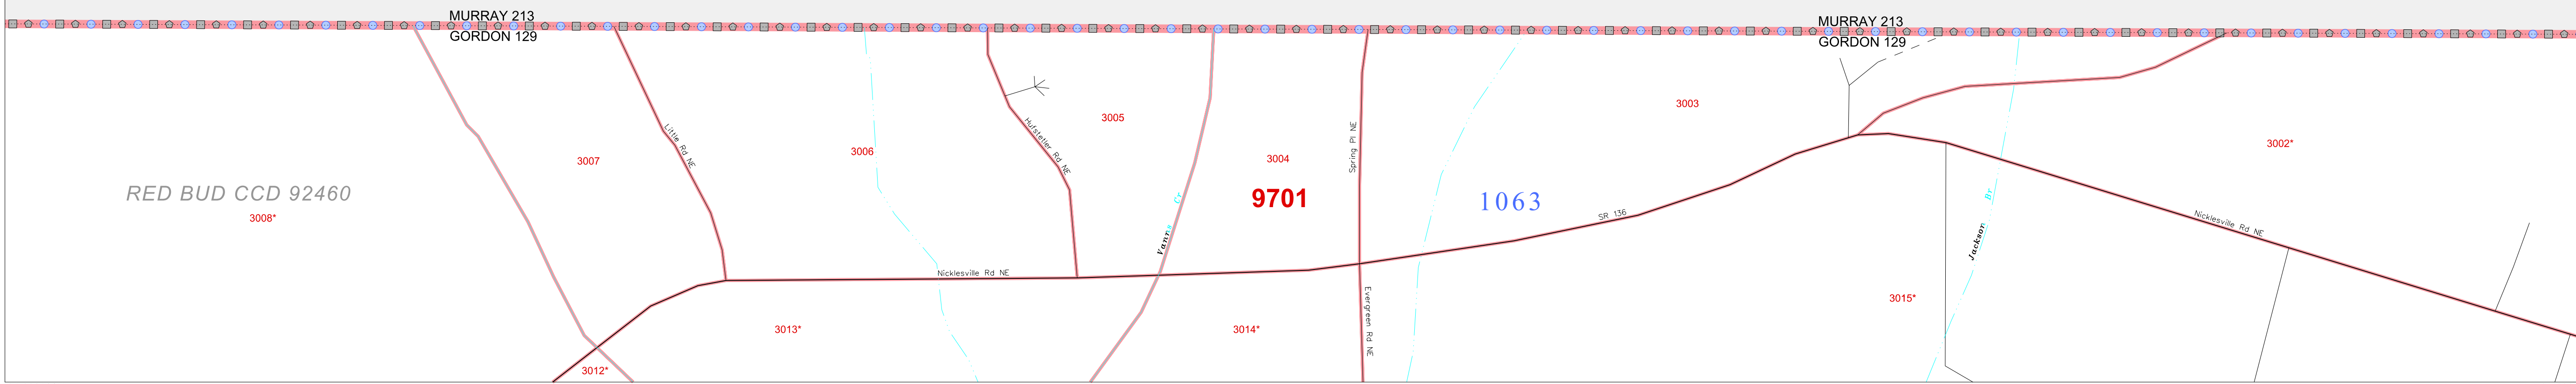 MURRAY 213
GORDON 129
MURRAY 213
GORDON 129
3003
3005
3002*
3006
3004
3007
Little Rd NE
Hufstetler Rd NE
Spring Pl NE
RED BUD CCD 92460
9701
1063
3008*
SR 136
Vanns Cr
Jackson Br
Nicklesville Rd NE
Nicklesville Rd NE
Evergreen Rd NE
3015*
3013*
3014*
3012*